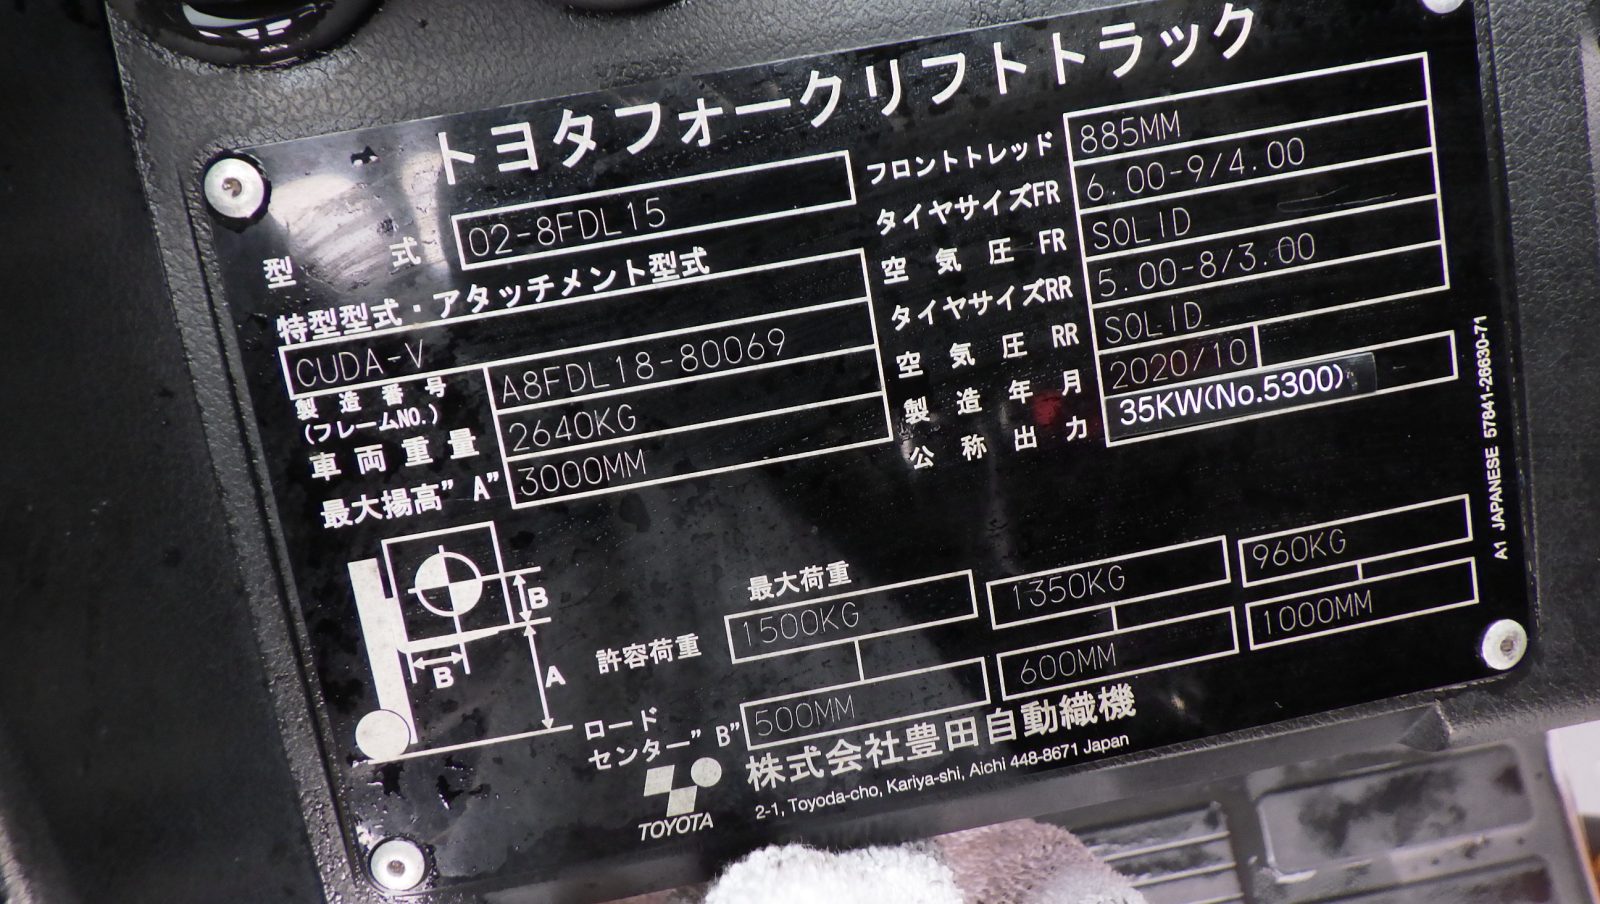 トヨタフォークリフトトラック
型式 02-8FDL15
特型型式・アタッチメント型式
CUDA-V
製造番号 (フレームNO.) A8FDL18-80069
車両重量 2640KG
最大揚高"A" 3000MM
フロントトレッド 885MM
タイヤサイズFR 6.00-9/4.00
空気圧 FR SOLID
タイヤサイズRR 5.00-8/3.00
空気圧 RR SOLID
製造年月 2020/10
公称出力 35KW(No.5300)
A1 JAPANESE 57841-26630-71
B
B
A
最大荷重
許容荷重 1500KG 1350KG 960KG
ロード
センター"B" 500MM 600MM 1000MM
TOYOTA
株式会社豊田自動織機
2-1, Toyoda-cho, Kariya-shi, Aichi 448-8671 Japan